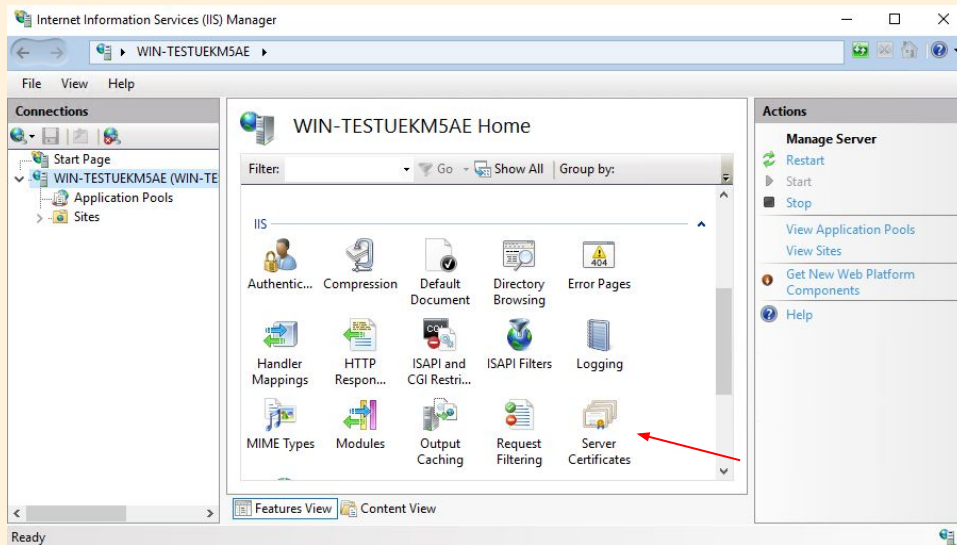 Internet Information Services (IIS) Manager
WIN-TESTUEKM5AE
File View Help
Connections
Start Page
WIN-TESTUEKM5AE (WIN-TE
Application Pools
Sites
WIN-TESTUEKM5AE Home
Filter: Go Show All Group by:
IIS
Authentic... Compression Default Document Directory Browsing Error Pages
404
Handler Mappings HTTP Respon... ISAPI and CGI Restri... ISAPI Filters Logging
MIME Types Modules Output Caching Request Filtering Server Certificates
Features View Content View
Actions
Manage Server
Restart
Start
Stop
View Application Pools
View Sites
Get New Web Platform
Components
Help
Ready